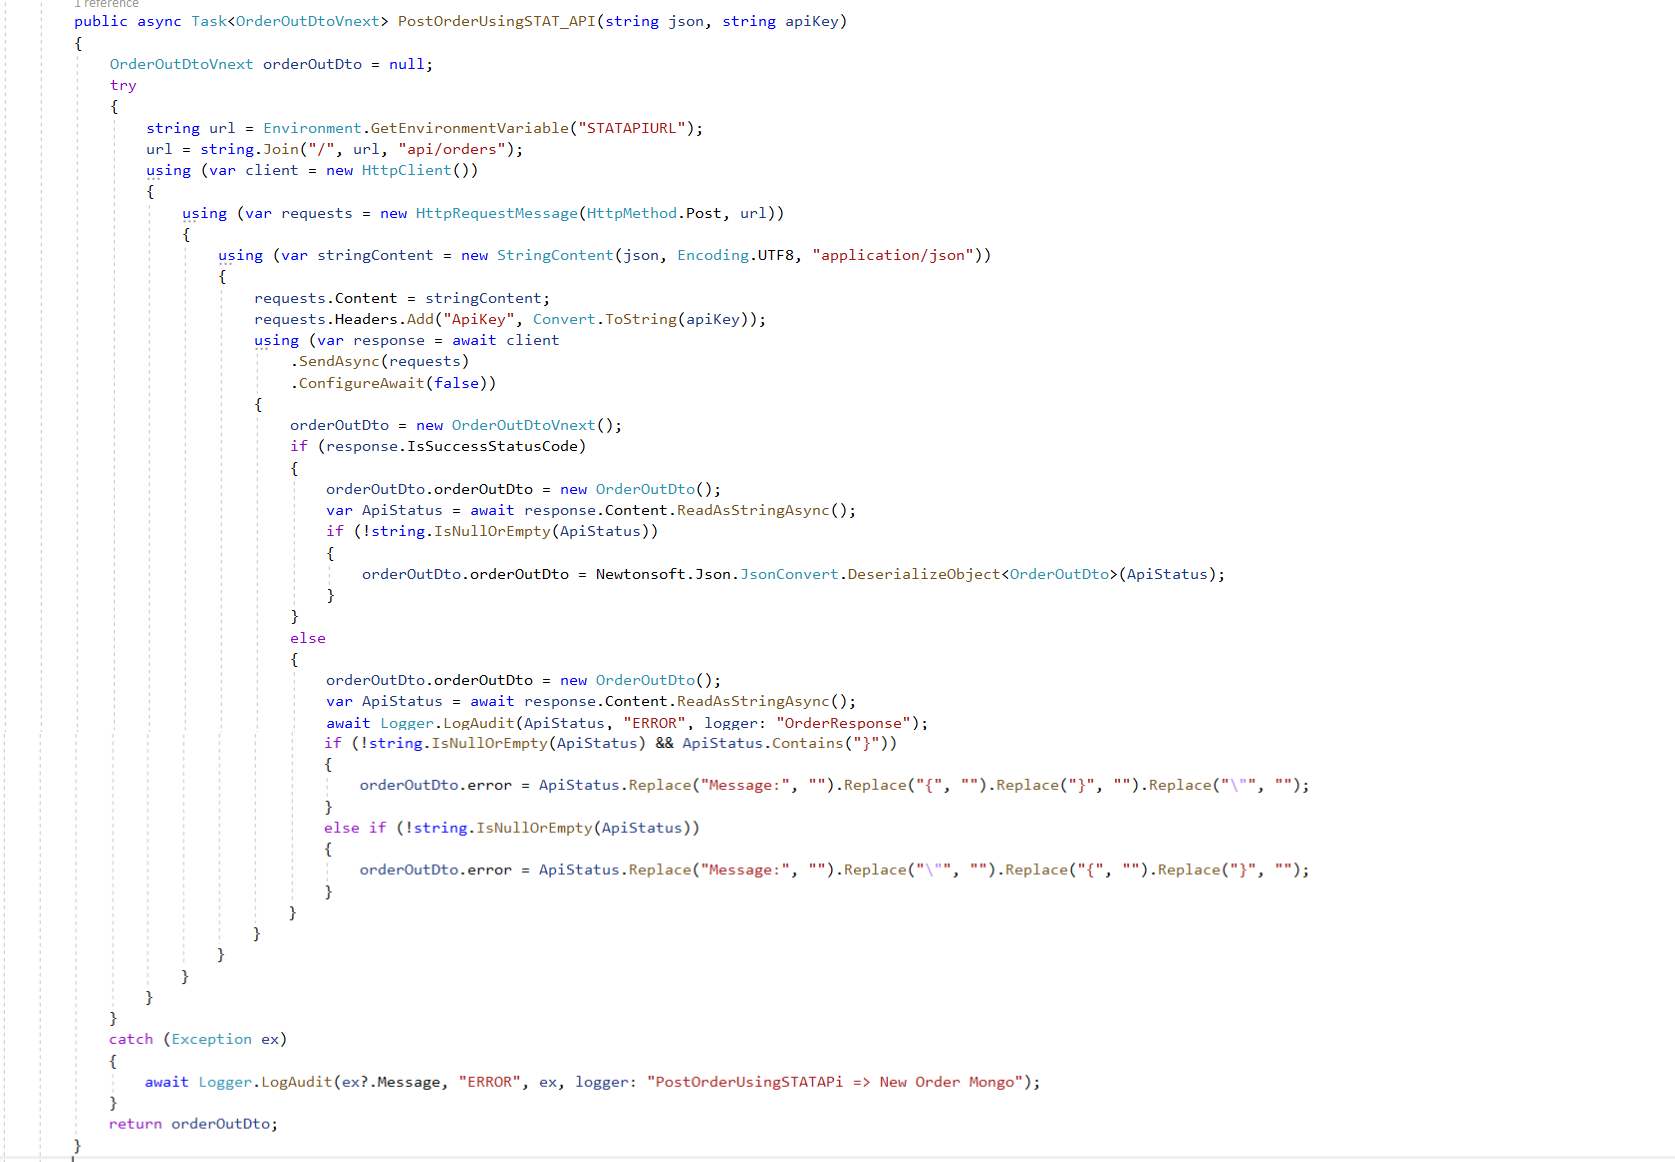 1 reference
public async Task<OrderOutDtoVnext> PostOrderUsingSTAT_API(string json, string apiKey)
{
OrderOutDtoVnext orderOutDto = null;
try
{
string url = Environment.GetEnvironmentVariable("STATAPIURL");
url = string.Join("/", url, "api/orders");
using (var client = new HttpClient())
{
using (var requests = new HttpRequestMessage(HttpMethod.Post, url))
{
using (var stringContent = new StringContent(json, Encoding.UTF8, "application/json"))
{
requests.Content = stringContent;
requests.Headers.Add("ApiKey", Convert.ToString(apiKey));
using (var response = await client
.SendAsync(requests)
.ConfigureAwait(false))
{
orderOutDto = new OrderOutDtoVnext();
if (response.IsSuccessStatusCode)
{
orderOutDto.orderOutDto = new OrderOutDto();
var ApiStatus = await response.Content.ReadAsStringAsync();
if (!string.IsNullOrEmpty(ApiStatus))
{
orderOutDto.orderOutDto = Newtonsoft.Json.JsonConvert.DeserializeObject<OrderOutDto>(ApiStatus);
}
}
else
{
orderOutDto.orderOutDto = new OrderOutDto();
var ApiStatus = await response.Content.ReadAsStringAsync();
await Logger.LogAudit(ApiStatus, "ERROR", logger: "OrderResponse");
if (!string.IsNullOrEmpty(ApiStatus) && ApiStatus.Contains("}"))
{
orderOutDto.error = ApiStatus.Replace("Message:", "").Replace("{", "").Replace("}", "").Replace("\"", "");
}
else if (!string.IsNullOrEmpty(ApiStatus))
{
orderOutDto.error = ApiStatus.Replace("Message:", "").Replace("\"", "").Replace("{", "").Replace("}", "");
}
}
}
}
}
}
}
catch (Exception ex)
{
await Logger.LogAudit(ex?.Message, "ERROR", ex, logger: "PostOrderUsingSTATAPi => New Order Mongo");
}
return orderOutDto;
}